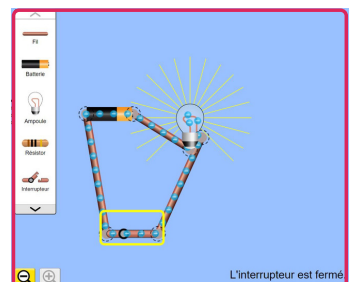 Fil
Batterie
Ampoule
Résistor
Interrupteur
L'interrupteur est fermé